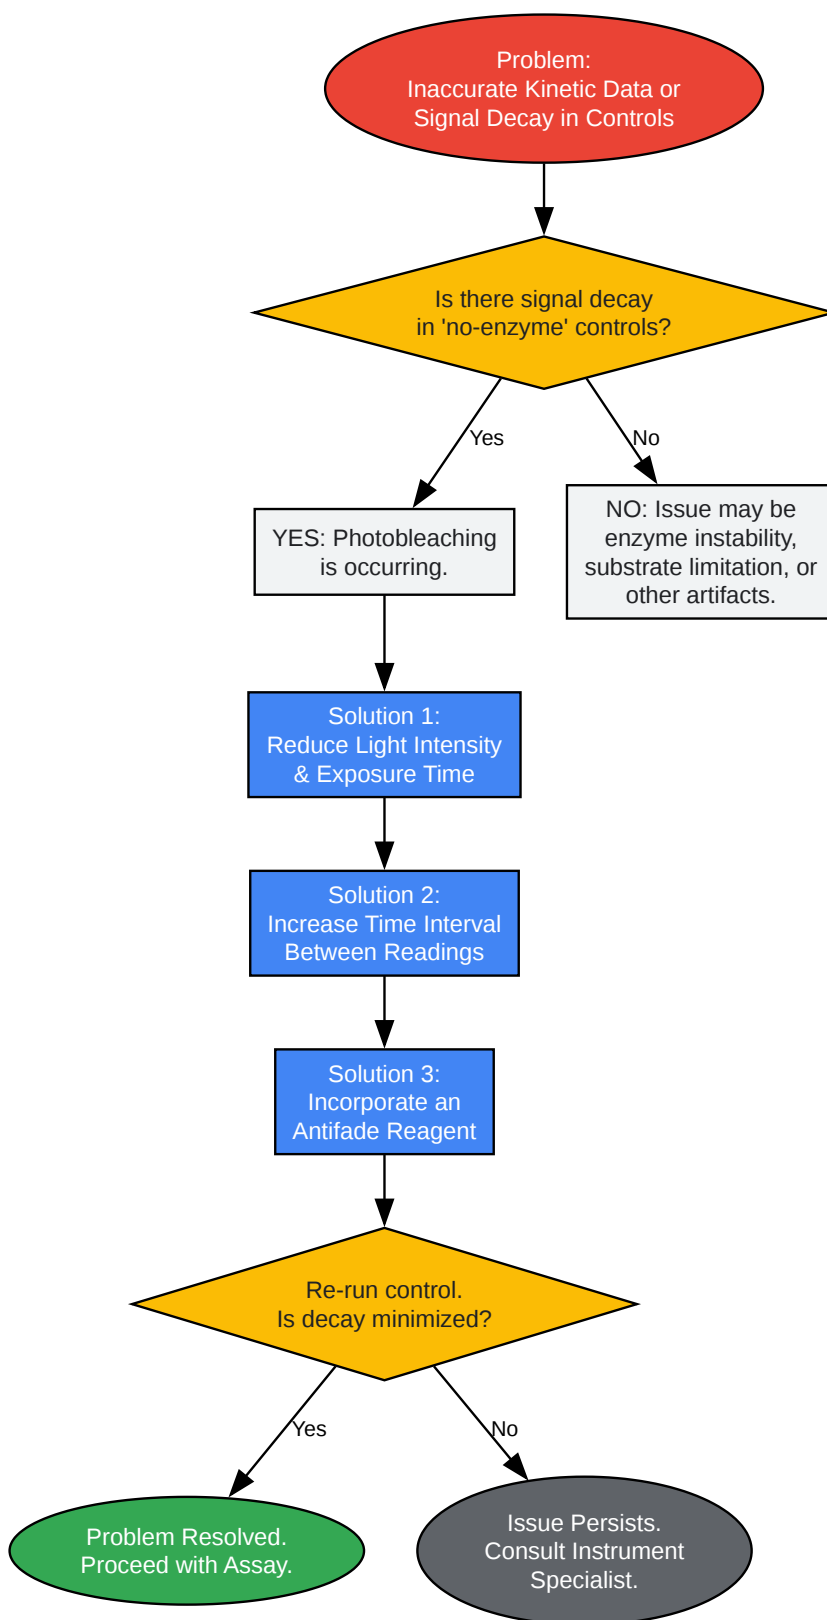 Problem:
Inaccurate Kinetic Data or
Signal Decay in Controls
Is there signal decay
in 'no-enzyme' controls?
Yes
No
YES: Photobleaching
is occurring.
NO: Issue may be
enzyme instability,
substrate limitation, or
other artifacts.
Solution 1:
Reduce Light Intensity
& Exposure Time
Solution 2:
Increase Time Interval
Between Readings
Solution 3:
Incorporate an
Antifade Reagent
Re-run control.
Is decay minimized?
Yes
No
Problem Resolved.
Proceed with Assay.
Issue Persists.
Consult Instrument
Specialist.